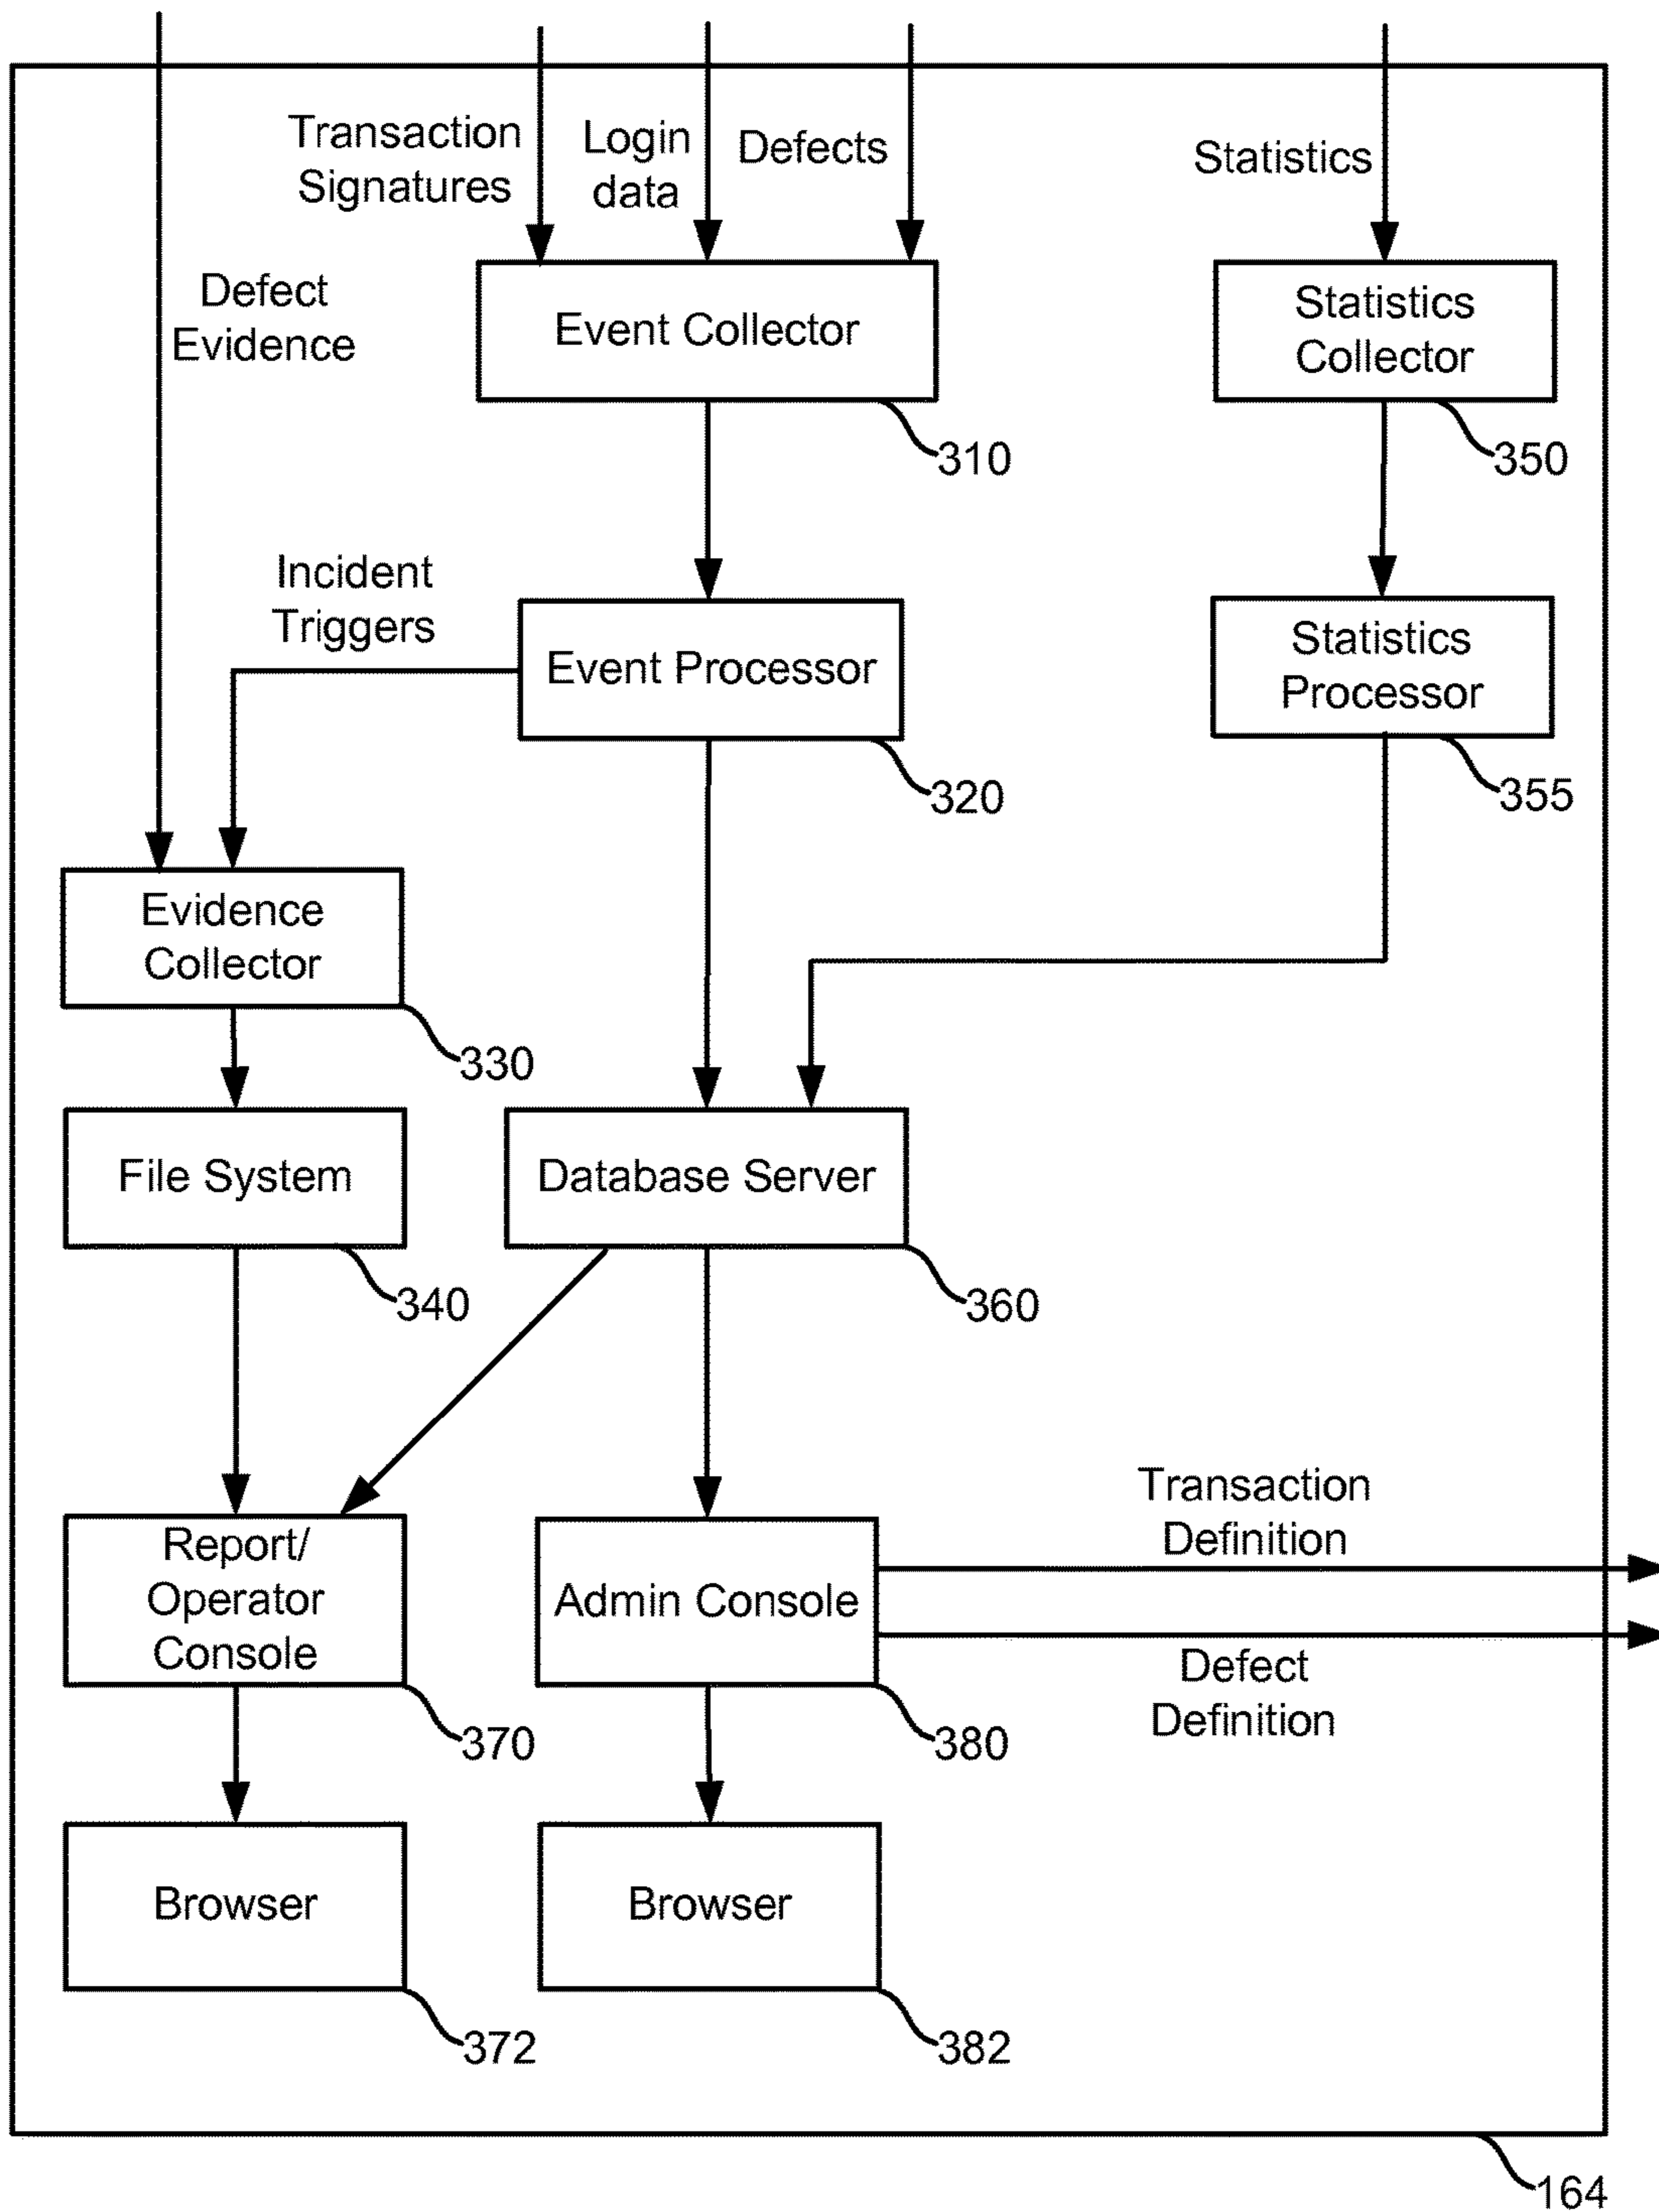 Transaction
Signatures
Login
data
Defects
Statistics
Defect
Evidence
Event Collector
310
Statistics
Collector
350
Incident
Triggers
Event Processor
320
Statistics
Processor
355
Evidence
Collector
330
File System
340
Database Server
360
Report/
Operator
Console
370
Admin Console
380
Transaction
Definition
Defect
Definition
Browser
372
Browser
382
164